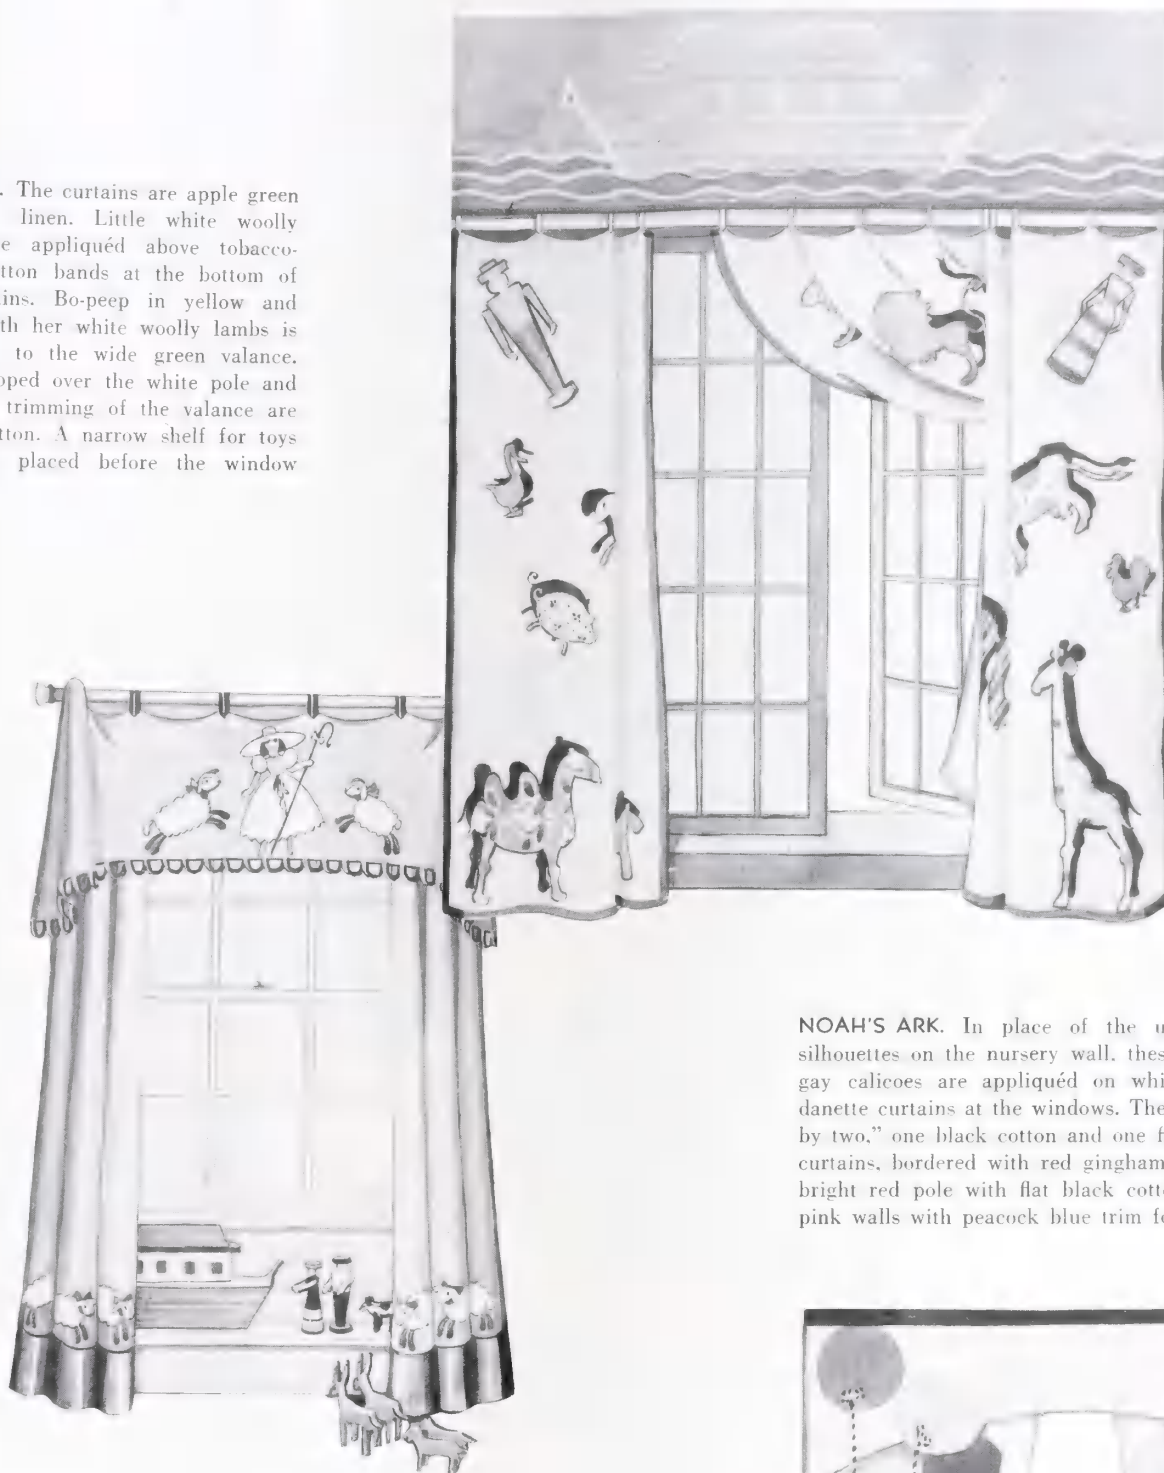 . The curtains are apple green
linen. Little white woolly
e appliquéd above tobacco-
tton bands at the bottom of
ins. Bo-peep in yellow and
th her white woolly lambs is
to the wide green valance.
pped over the white pole and
trimming of the valance are
tton. A narrow shelf for toys
placed before the window
NOAH'S ARK. In place of the u
silhouettes on the nursery wall, thes
gay calicoes are appliquéd on whi
danette curtains at the windows. The
by two," one black cotton and one f
curtains, bordered with red gingham
bright red pole with flat black cott
pink walls with peacock blue trim fo